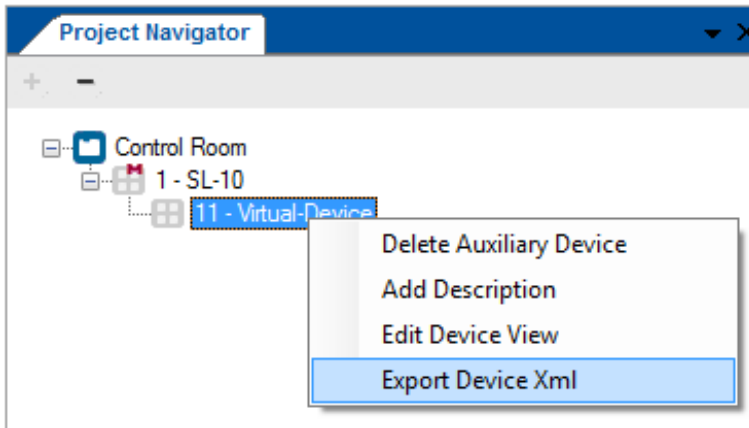 Project Navigator
Control Room
1 - SL-10
11 - Virtual-Device
Delete Auxiliary Device
Add Description
Edit Device View
Export Device Xml